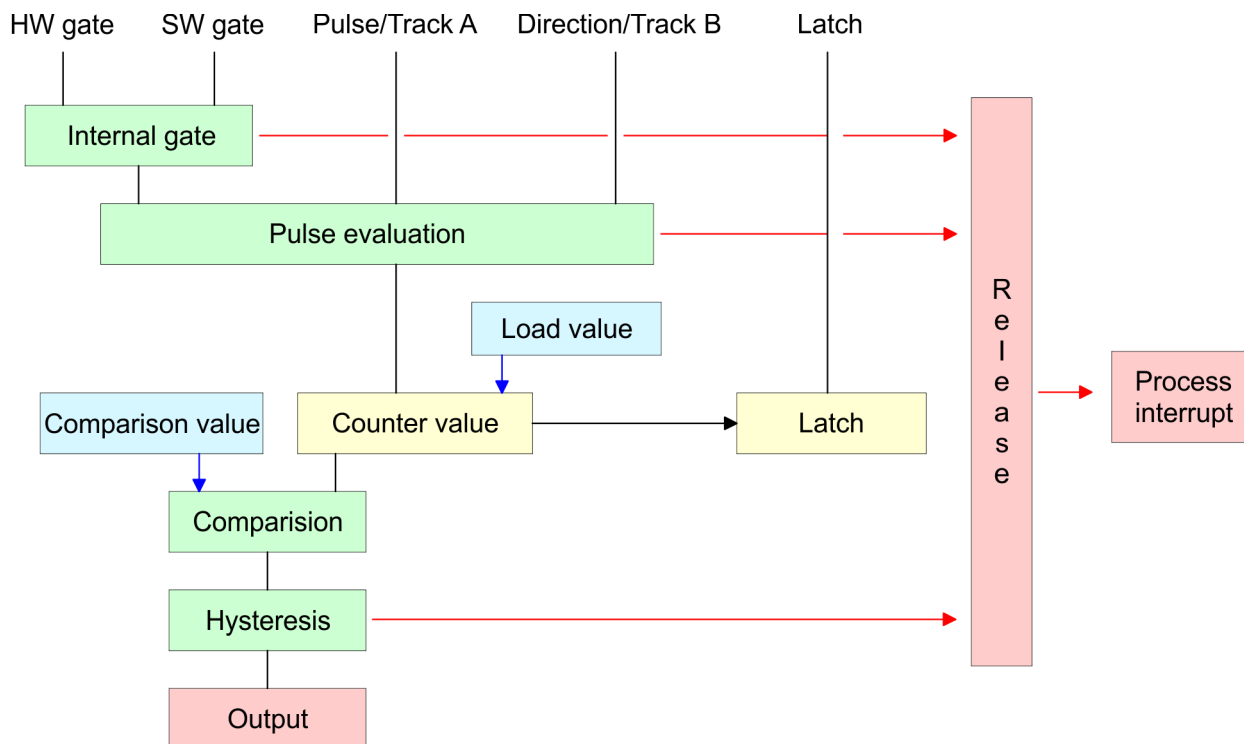 HW gate SW gate Pulse/Track A Direction/Track B Latch
Internal gate
Pulse evaluation
Load value
Comparison value Counter value Latch
Comparision
Hysteresis
Output
Release
Process
interrupt